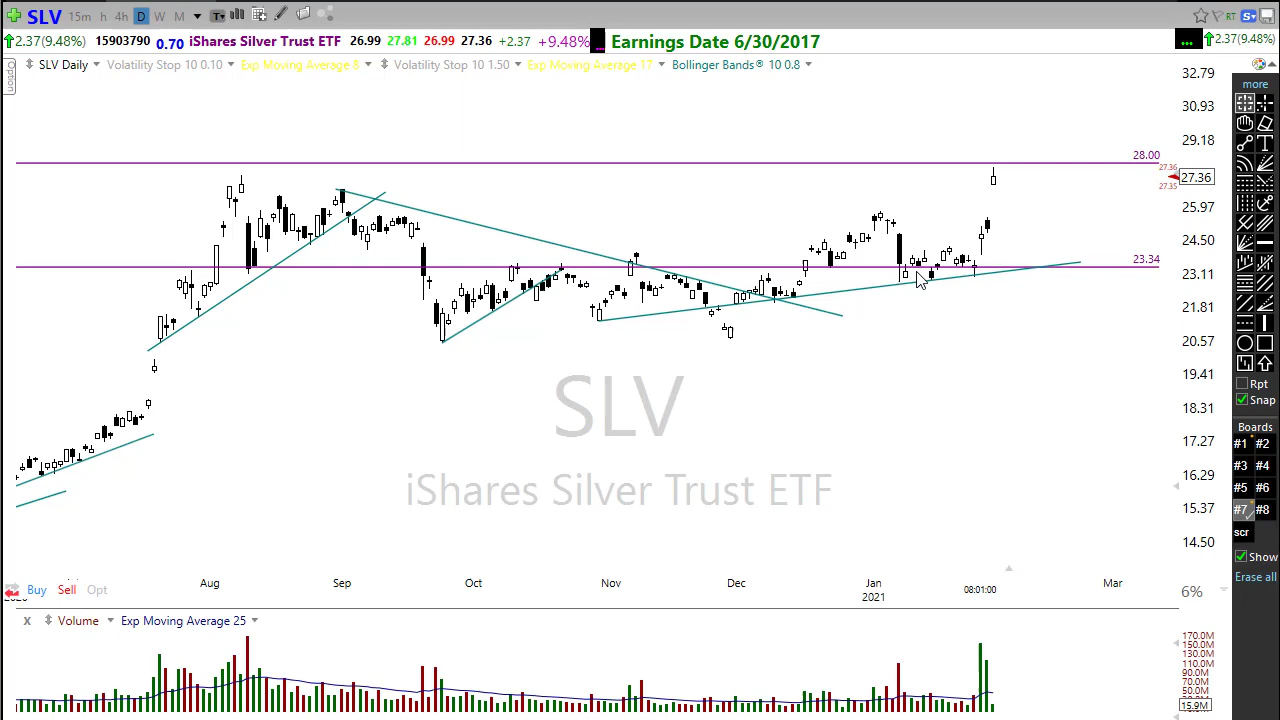 SLV 15m h 4h D W M T
RT S
2.37(9.48%) 15903790 0.70 iShares Silver Trust ETF 26.99 27.81 26.99 27.36 +2.37 +9.48% ... Earnings Date 6/30/2017 ... 2.37(9.48%)
SLV Daily Volatility Stop 10 0.10 Exp Moving Average 8 Volatility Stop 10 1.50 Exp Moving Average 17 Bollinger Bands® 10 0.8
Option
32.79
30.93
29.18
28.00
27.36
27.36
27.35
25.97
24.50
23.34
23.11
21.81
20.57
19.41
18.31
17.27
16.29
15.37
14.50
SLV
iShares Silver Trust ETF
more
T
Rpt
Snap
Boards
#1 #2
#3 #4
#5 #6
#7 #8
scr
Show
Erase all
Aug Sep Oct Nov Dec Jan Mar
2021 08:01:00
Buy Sell Opt
6%
X Volume Exp Moving Average 25
170.0M
150.0M
130.0M
110.0M
90.0M
70.0M
50.0M
15.9M